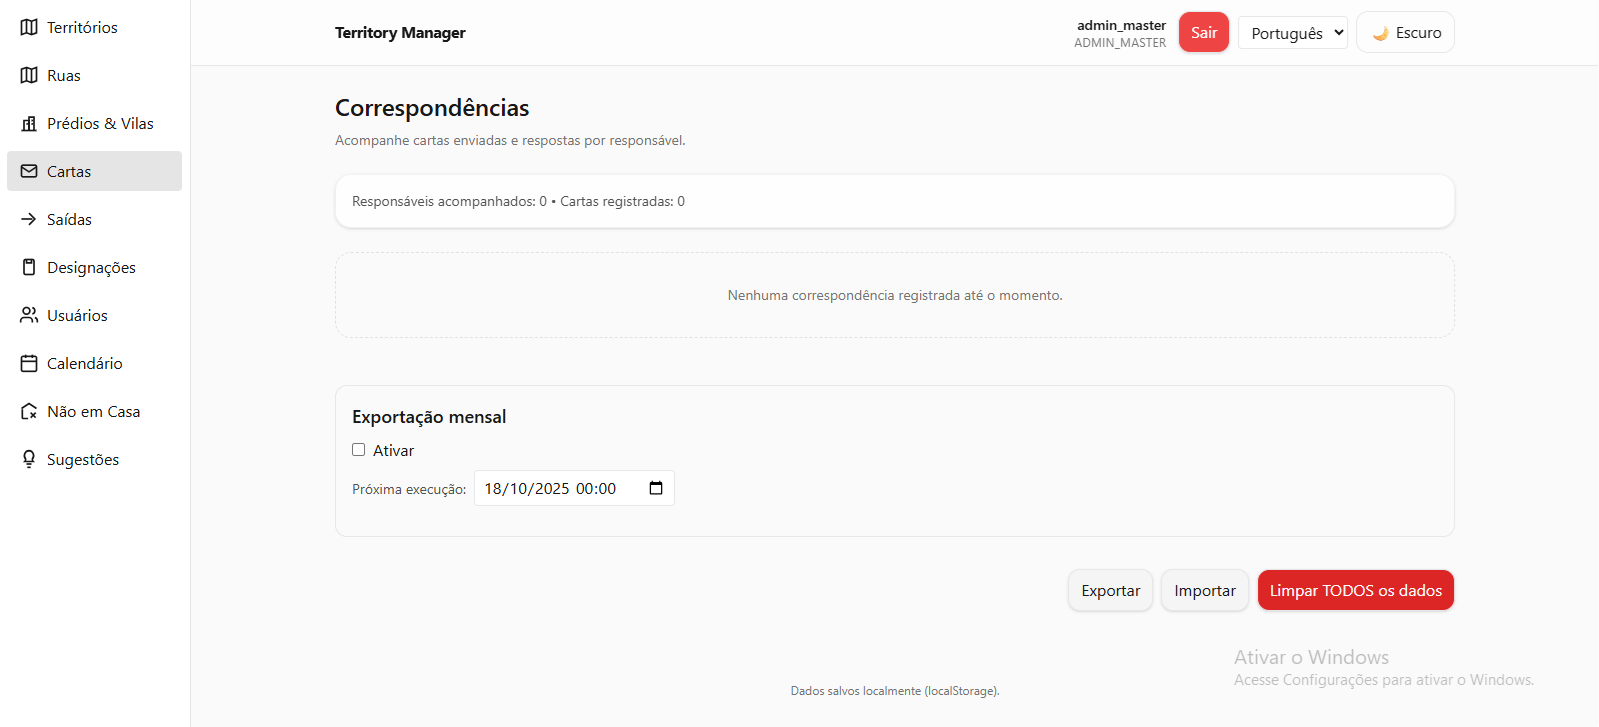 Territórios
Ruas
Prédios & Vilas
Cartas
Saídas
Designações
Usuários
Calendário
Não em Casa
Sugestões
Territory Manager
admin_master
ADMIN_MASTER
Sair
Português
🌙 Escuro
Correspondências
Acompanhe cartas enviadas e respostas por responsável.
Responsáveis acompanhados: 0 • Cartas registradas: 0
Nenhuma correspondência registrada até o momento.
Exportação mensal
Ativar
Próxima execução: 18/10/2025 00:00
Exportar
Importar
Limpar TODOS os dados
Ativar o Windows
Acesse Configurações para ativar o Windows.
Dados salvos localmente (localStorage).